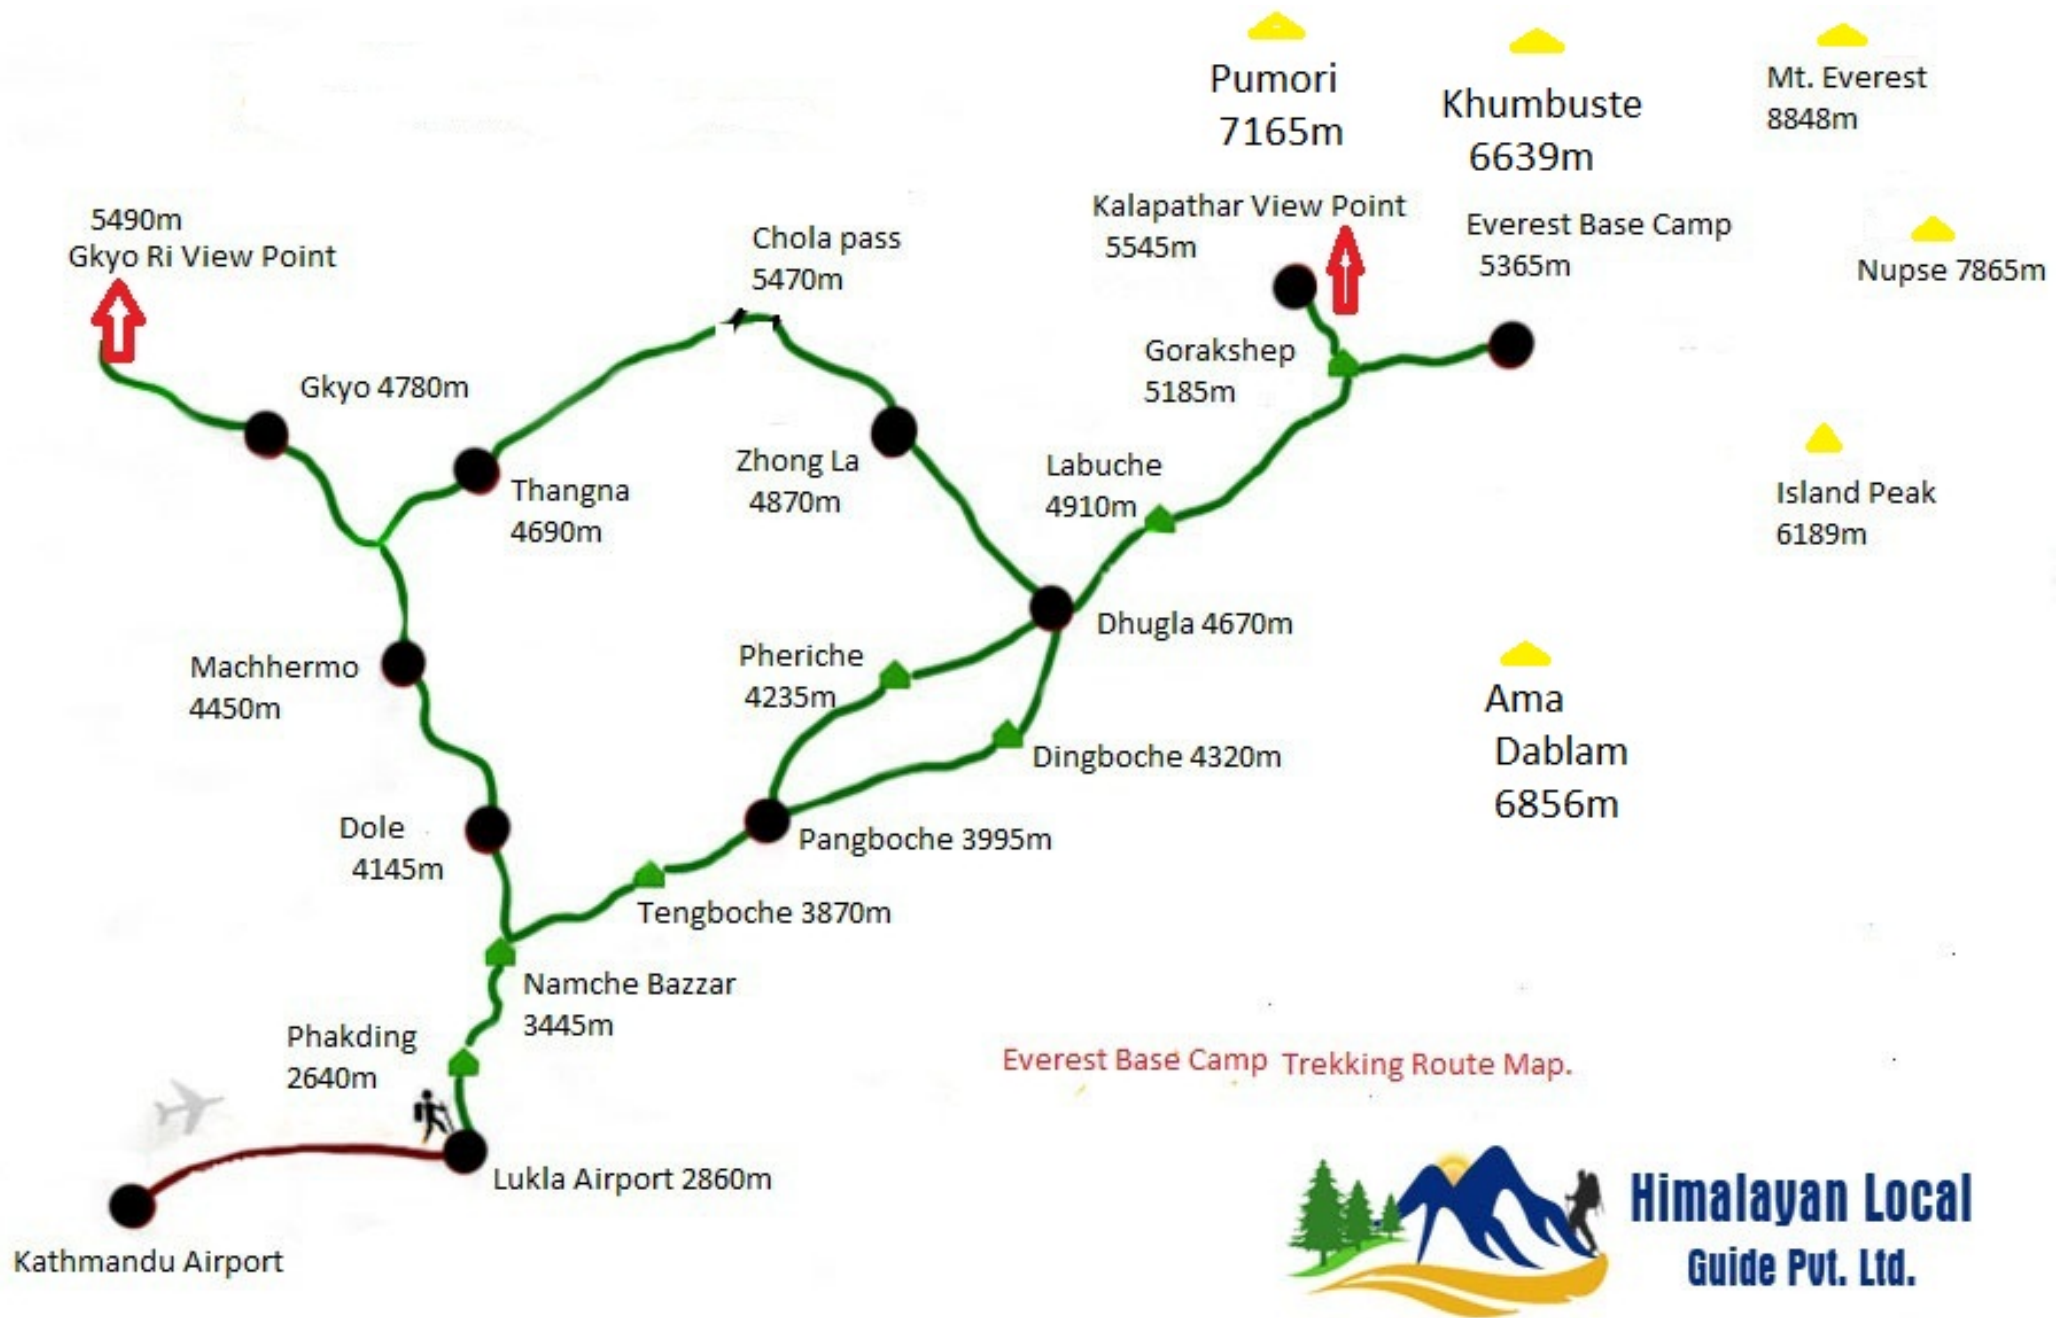 Pumori
7165m
Khumbuste
6639m
Mt. Everest
8848m
5490m
Gkyo Ri View Point
Chola pass
5470m
Kalapathar View Point
5545m
Everest Base Camp
5365m
Nupse 7865m
Gkyo 4780m
Gorakshep
5185m
Thangna
4690m
Zhong La
4870m
Labuche
4910m
Island Peak
6189m
Machhermo
4450m
Pheriche
4235m
Dhugla 4670m
Dingboche 4320m
Ama
Dablam
6856m
Dole
4145m
Pangboche 3995m
Tengboche 3870m
Namche Bazzar
3445m
Phakding
2640m
Everest Base Camp Trekking Route Map.
Lukla Airport 2860m
Kathmandu Airport
Himalayan Local
Guide Pvt. Ltd.